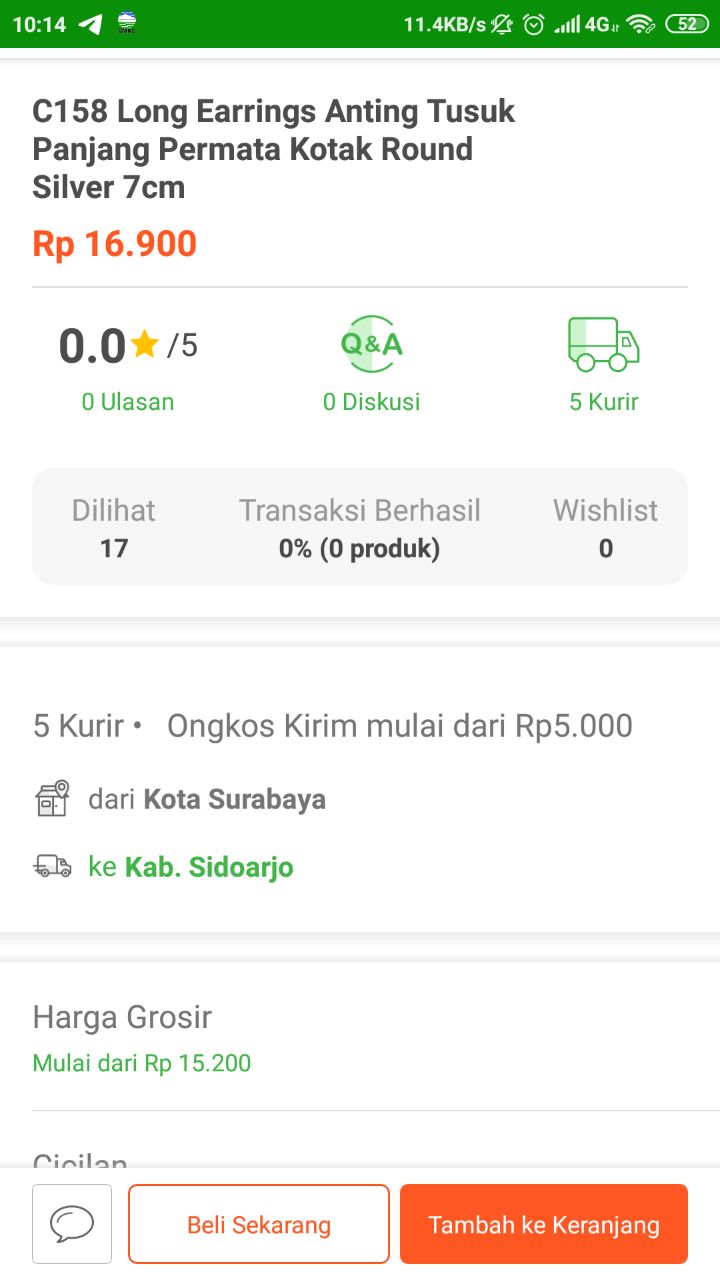 10:14 11.4KB/s 4G 52
C158 Long Earrings Anting Tusuk
Panjang Permata Kotak Round
Silver 7cm
Rp 16.900
0.0 /5 Q&A
0 Ulasan 0 Diskusi 5 Kurir
Dilihat Transaksi Berhasil Wishlist
17 0% (0 produk) 0
5 Kurir • Ongkos Kirim mulai dari Rp5.000
dari Kota Surabaya
ke Kab. Sidoarjo
Harga Grosir
Mulai dari Rp 15.200
Cicilan
Beli Sekarang Tambah ke Keranjang